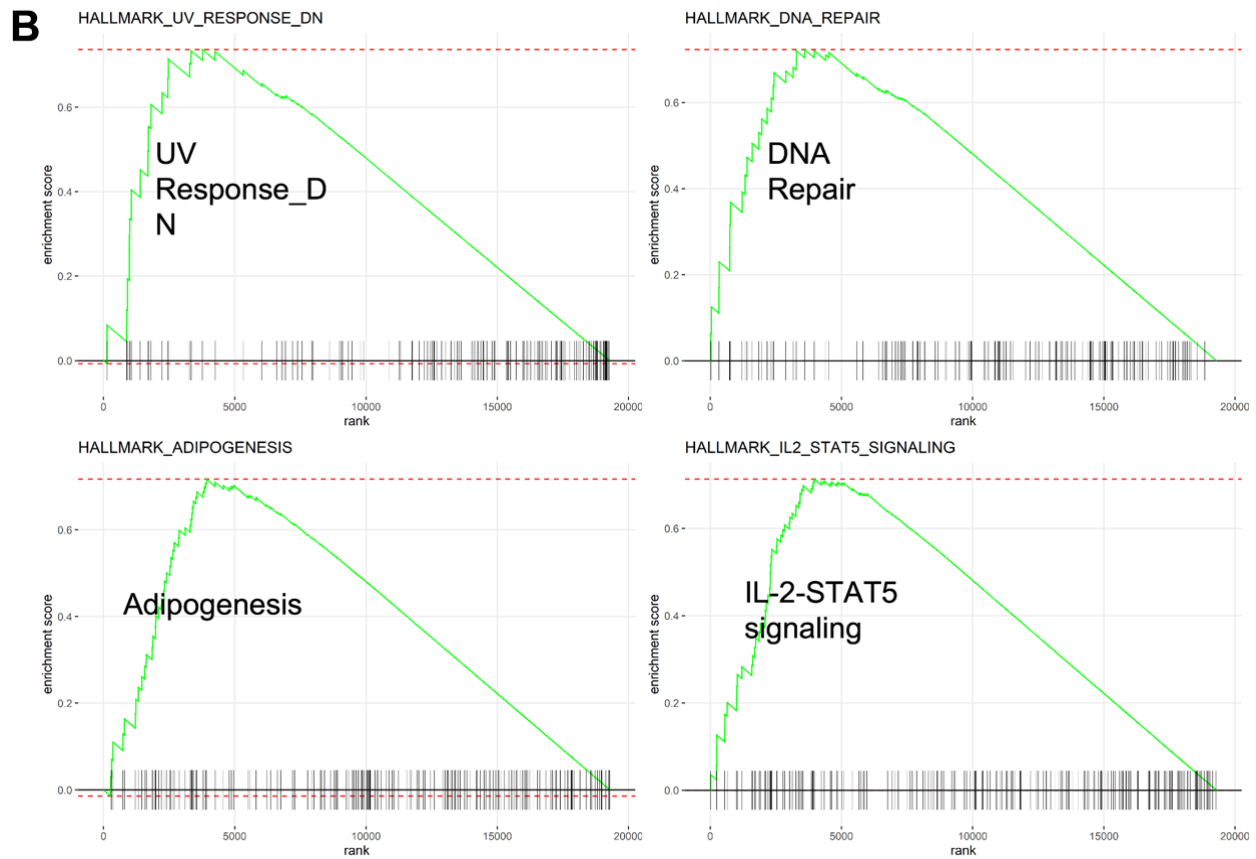 B
HALLMARK_UV_RESPONSE_DN
enrichment score
0.6
0.4
0.2
0.0
UV
Response_D
N
0
5000
10000
15000
20000
rank
HALLMARK_DNA_REPAIR
enrichment score
0.6
0.4
0.2
0.0
DNA
Repair
0
5000
10000
15000
20000
rank
HALLMARK_ADIPOGENESIS
enrichment score
0.6
0.4
0.2
0.0
Adipogenesis
0
5000
10000
15000
20000
rank
HALLMARK_IL2_STAT5_SIGNALING
enrichment score
0.6
0.4
0.2
0.0
IL-2-STAT5
signaling
0
5000
10000
15000
20000
rank